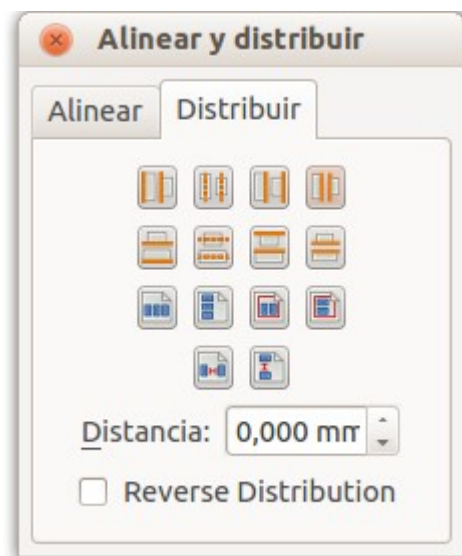 Alinear y distribuir
Alinear Distribuir
Distancia: 0,000 mm
Reverse Distribution